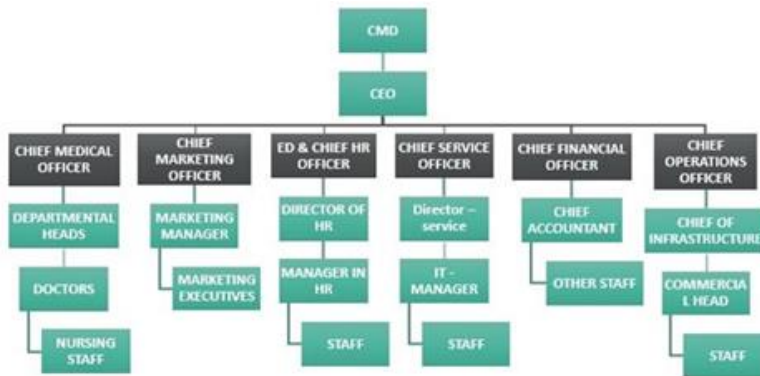 CMD
CEO
CHIEF MEDICAL
OFFICER
CHIEF
MARKETING
OFFICER
ED & CHIEF HR
OFFICER
CHIEF SERVICE
OFFICER
CHIEF FINANCIAL
OFFICER
CHIEF
OPERATIONS
OFFICER
DEPARTMENTAL
HEADS
MARKETING
MANAGER
DIRECTOR OF
HR
Director –
service
CHIEF
ACCOUNTANT
CHIEF OF
INFRASTRUCTURE
DOCTORS
MARKETING
EXECUTIVES
MANAGER IN
HR
IT -
MANAGER
OTHER STAFF
COMMERCIA
L HEAD
NURSING
STAFF
STAFF
STAFF
STAFF